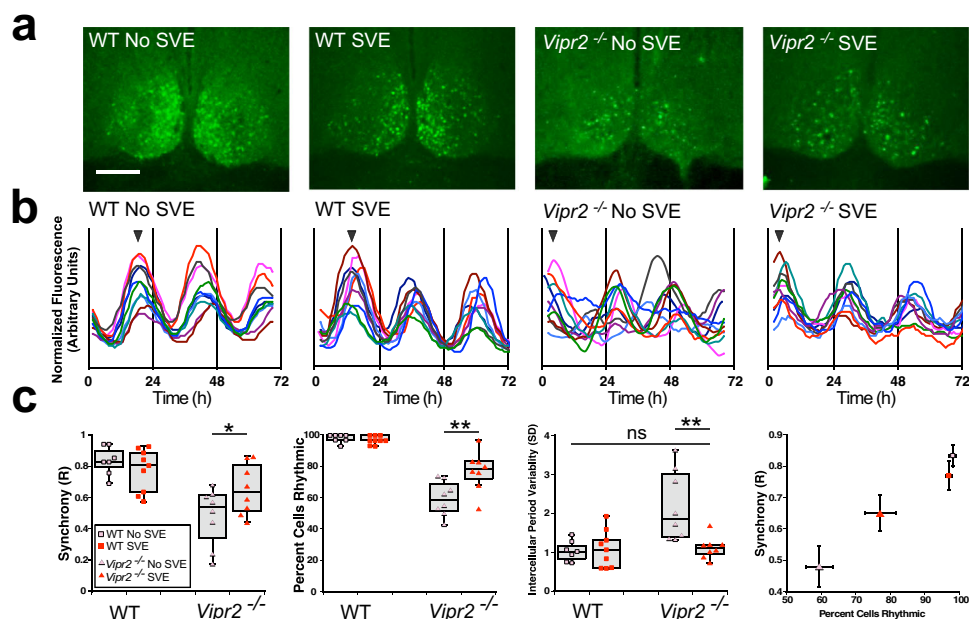 a
WT No SVE
WT SVE
Vipr2 -/- No SVE
Vipr2 -/- SVE
b
WT No SVE
WT SVE
Vipr2 -/- No SVE
Vipr2 -/- SVE
Normalized Fluorescence
(Arbitrary Units)
0 24 48 72
Time (h)
0 24 48 72
Time (h)
0 24 48 72
Time (h)
0 24 48 72
Time (h)
c
Synchrony (R)
1
0.8
0.6
0.4
0.2
0
*
WT No SVE
WT SVE
Vipr2 -/- No SVE
Vipr2 -/- SVE
WT Vipr2 -/-
Percent Cells Rhythmic
100
80
60
40
20
0
**
WT Vipr2 -/-
Intercellular Period Variablity (SD)
4
3
2
1
0
ns
**
WT Vipr2 -/-
Synchrony (R)
0.9
0.8
0.7
0.6
0.5
0.4
50 60 70 80 90 100
Percent Cells Rhythmic